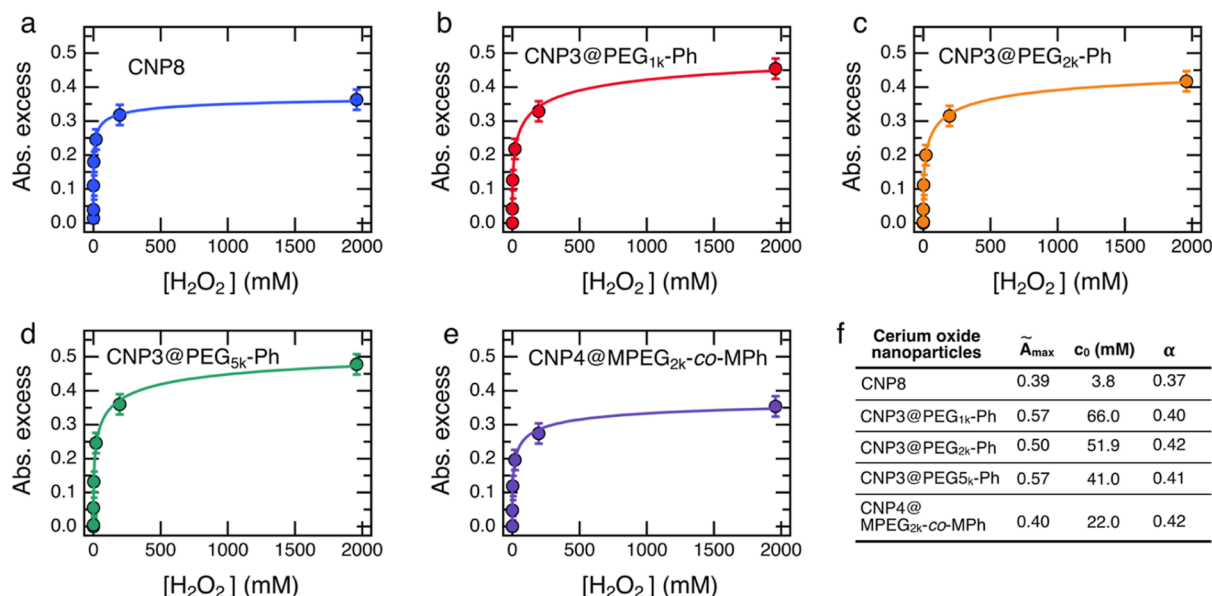 a
CNP8
Abs. excess
0.5
0.4
0.3
0.2
0.1
0.0
0 500 1000 1500 2000
[H₂O₂] (mM)
b
CNP3@PEG₁ₖ-Ph
Abs. excess
0.5
0.4
0.3
0.2
0.1
0.0
0 500 1000 1500 2000
[H₂O₂] (mM)
c
CNP3@PEG₂ₖ-Ph
Abs. excess
0.5
0.4
0.3
0.2
0.1
0.0
0 500 1000 1500 2000
[H₂O₂] (mM)
d
CNP3@PEG₅ₖ-Ph
Abs. excess
0.5
0.4
0.3
0.2
0.1
0.0
0 500 1000 1500 2000
[H₂O₂] (mM)
e
CNP4@MPEG₂ₖ-co-MPh
Abs. excess
0.5
0.4
0.3
0.2
0.1
0.0
0 500 1000 1500 2000
[H₂O₂] (mM)
f
Cerium oxide
nanoparticles Ãmax c₀ (mM) α
CNP8 0.39 3.8 0.37
CNP3@PEG₁ₖ-Ph 0.57 66.0 0.40
CNP3@PEG₂ₖ-Ph 0.50 51.9 0.42
CNP3@PEG5ₖ-Ph 0.57 41.0 0.41
CNP4@
MPEG₂ₖ-co-MPh 0.40 22.0 0.42